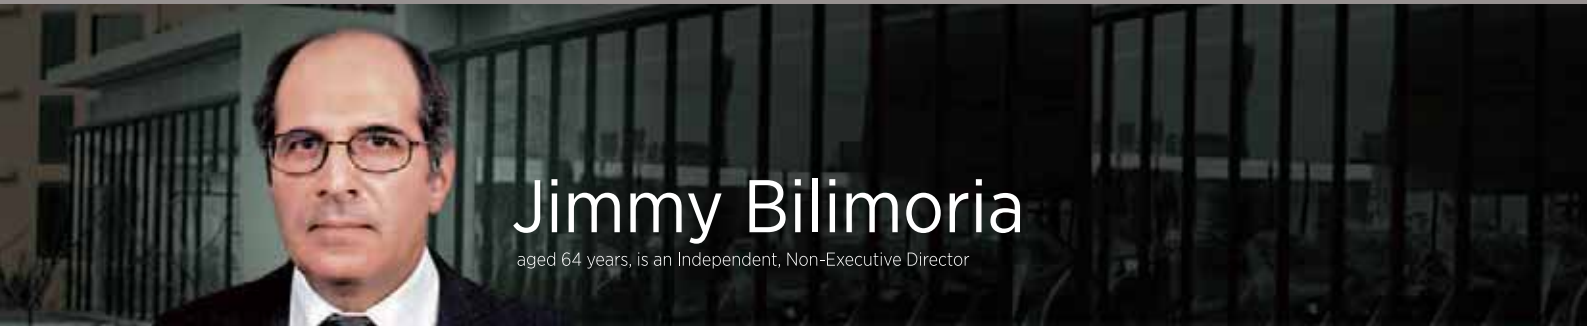 Jimmy Bilimoria
aged 64 years, is an Independent, Non-Executive Director